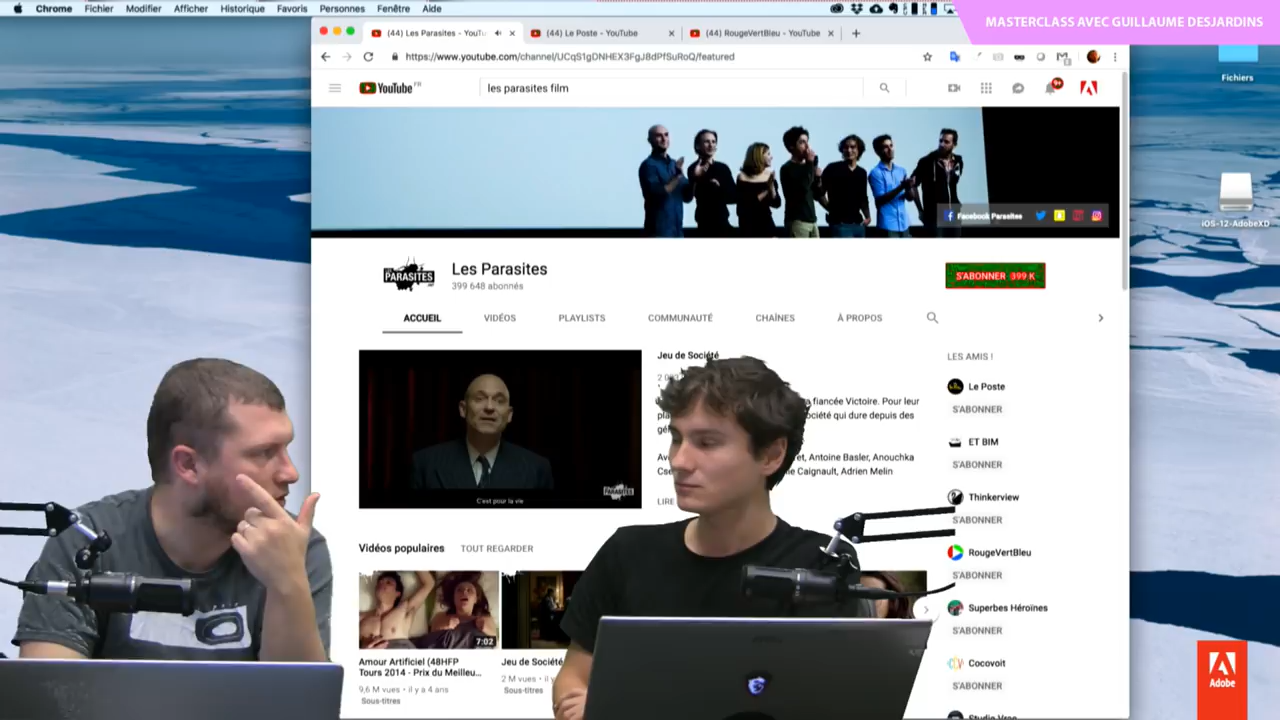 Chrome Fichier Modifier Afficher Historique Favoris Personnes Fenêtre Aide
MASTERCLASS AVEC GUILLAUME DESJARDINS
(44) Les Parasites - YouTu
(44) Le Poste - YouTube
(44) RougeVertBleu - YouTube
https://www.youtube.com/channel/UCqS1gDNHEX3FgJ8dPfSuRoQ/featured
Fichiers
YouTube FR
les parasites film
9+
Facebook Parasites
iOS-12-AdobeXD
PARASITES
Les Parasites
399 648 abonnés
S'ABONNER 399 K
ACCUEIL VIDÉOS PLAYLISTS COMMUNAUTÉ CHAÎNES À PROPOS
Jeu de Société
LES AMIS !
Le Poste
S'ABONNER
fiancée Victoire. Pour leur
société qui dure depuis des
ET BIM
S'ABONNER
et, Antoine Basler, Anouchka
Caignault, Adrien Melin
LIRE
C'est pour la vie
PARASITES
Thinkerview
S'ABONNER
Vidéos populaires TOUT REGARDER
RougeVertBleu
S'ABONNER
Superbes Héroïnes
S'ABONNER
7:02
Amour Artificiel (48HFP
Tours 2014 - Prix du Meilleu...
9,6 M vues • il y a 4 ans
Sous-titres
Jeu de Société
2 M vues • il y
Sous-titres
Cocovoit
S'ABONNER
Adobe